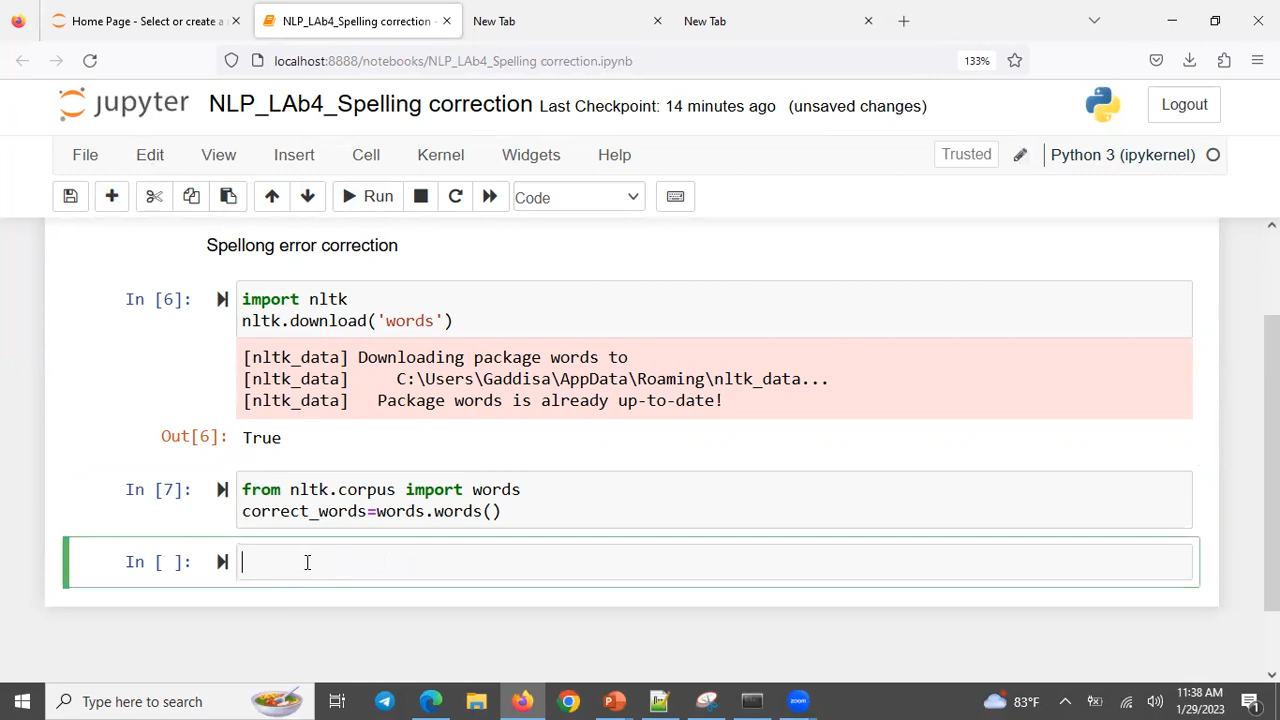 Home Page - Select or create a
NLP_LAb4_Spelling correction -
New Tab
New Tab
localhost:8888/notebooks/NLP_LAb4_Spelling correction.ipynb
133%
jupyter NLP_LAb4_Spelling correction Last Checkpoint: 14 minutes ago (unsaved changes)
Logout
File Edit View Insert Cell Kernel Widgets Help
Trusted Python 3 (ipykernel)
Run Code
Spellong error correction
In [6]: import nltk
nltk.download('words')
[nltk_data] Downloading package words to
[nltk_data]     C:\Users\Gaddisa\AppData\Roaming\nltk_data...
[nltk_data]   Package words is already up-to-date!
Out[6]: True
In [7]: from nltk.corpus import words
correct_words=words.words()
In [ ]:
Type here to search
zoom
83°F
11:38 AM
1/29/2023
1